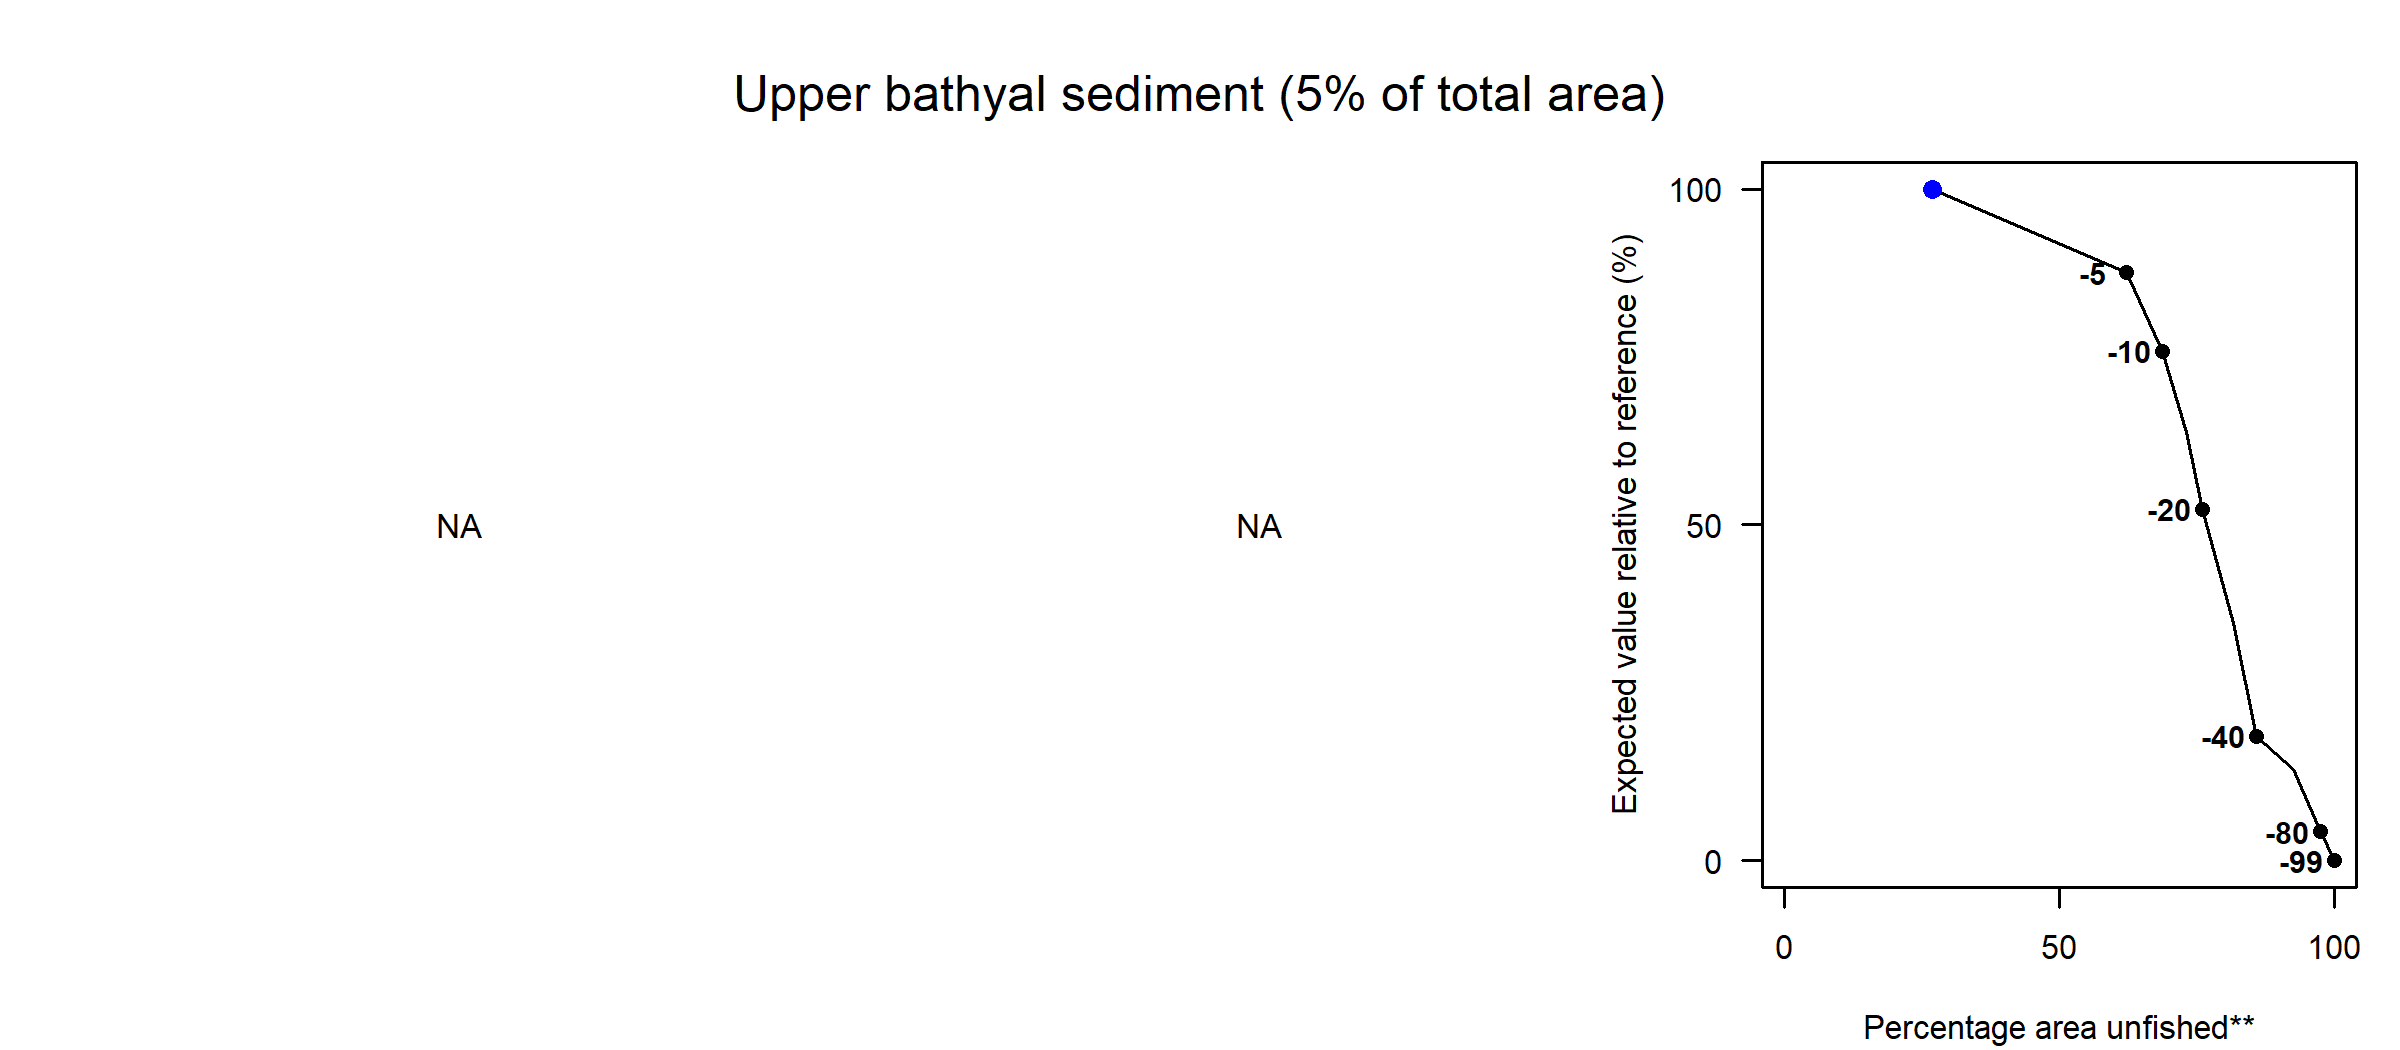 Upper bathyal sediment (5% of total area)
NA
NA
Expected value relative to reference (%)
100
50
0
-5
-10
-20
-40
-80
-99
0
50
100
Percentage area unfished**